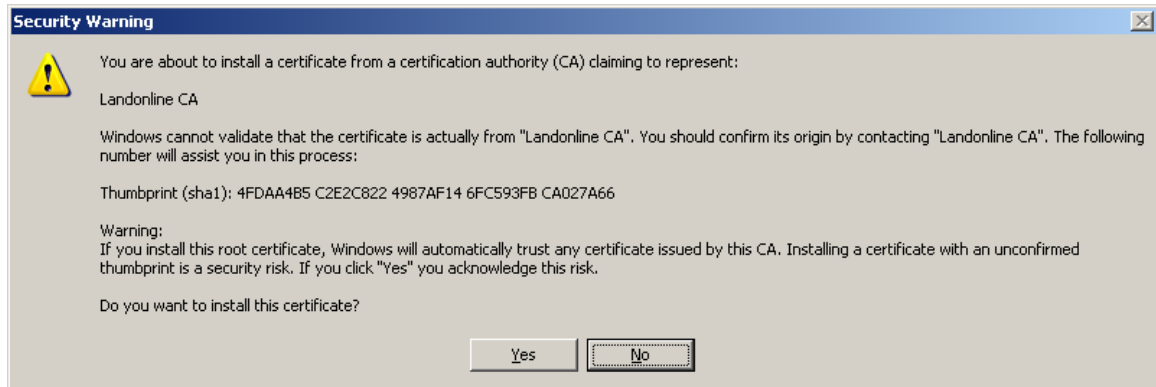 Security Warning
You are about to install a certificate from a certification authority (CA) claiming to represent:
Landonline CA
Windows cannot validate that the certificate is actually from "Landonline CA". You should confirm its origin by contacting "Landonline CA". The following
number will assist you in this process:
Thumbprint (sha1): 4FDAA4B5 C2E2C822 4987AF14 6FC593FB CA027A66
Warning:
If you install this root certificate, Windows will automatically trust any certificate issued by this CA. Installing a certificate with an unconfirmed
thumbprint is a security risk. If you click "Yes" you acknowledge this risk.
Do you want to install this certificate?
Yes
No